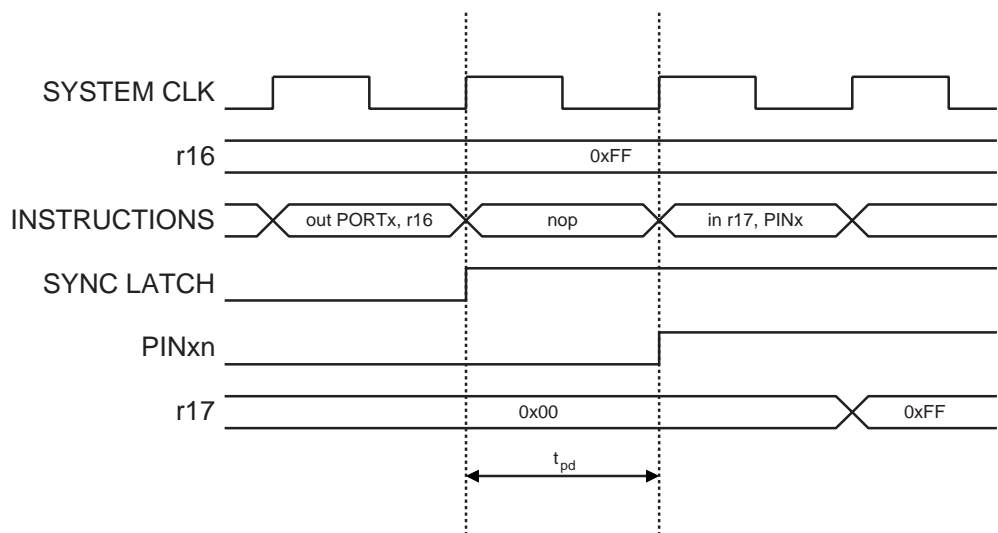 SYSTEM CLK
r16
0xFF
INSTRUCTIONS
out PORTx, r16
nop
in r17, PINx
SYNC LATCH
PINxn
r17
0x00
0xFF
tpd